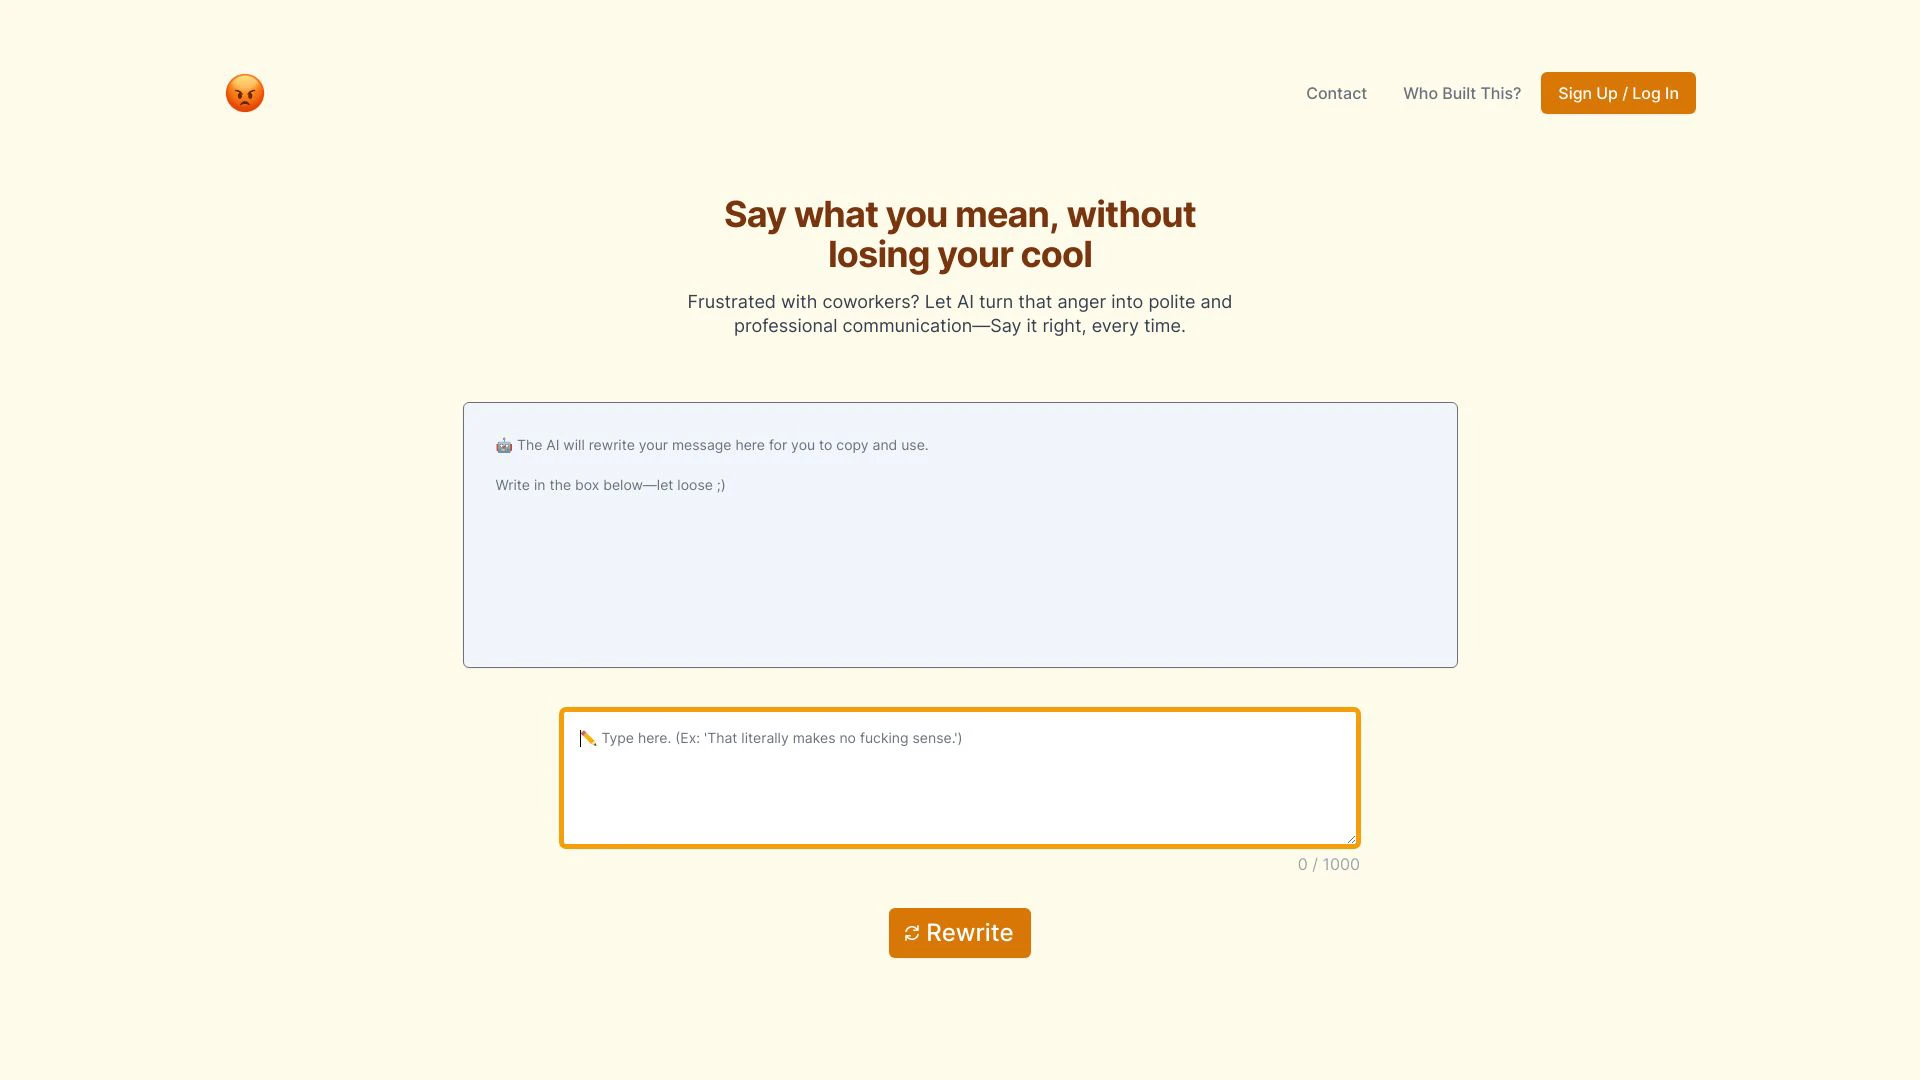 Contact
Who Built This?
Sign Up / Log In
Say what you mean, without
losing your cool
Frustrated with coworkers? Let AI turn that anger into polite and
professional communication—Say it right, every time.
🤖 The AI will rewrite your message here for you to copy and use.
Write in the box below—let loose ;)
✏️ Type here. (Ex: 'That literally makes no fucking sense.')
0 / 1000
Rewrite